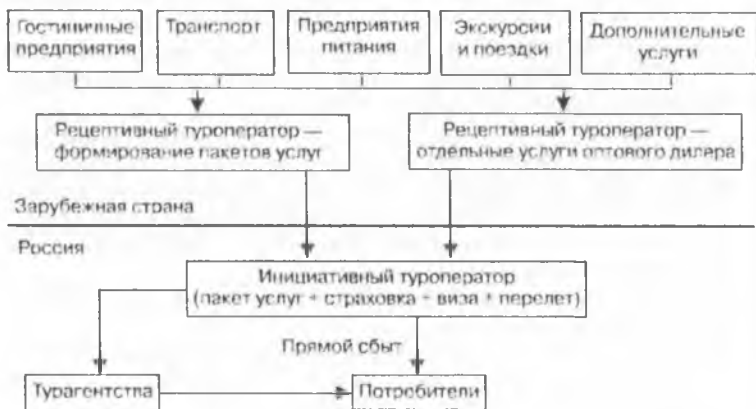 Гостиничные
предприятия
Транспорт
Предприятия
питания
Экскурсии
и поездки
Дополнительные
услуги
Рецептивный туроператор —
формирование пакетов услуг
Рецептивный туроператор —
отдельные услуги оптового дилера
Зарубежная страна
Россия
Инициативный туроператор
(пакет услуг + страховка + виза + перелет)
Прямой сбыт
Турагентства
Потребители